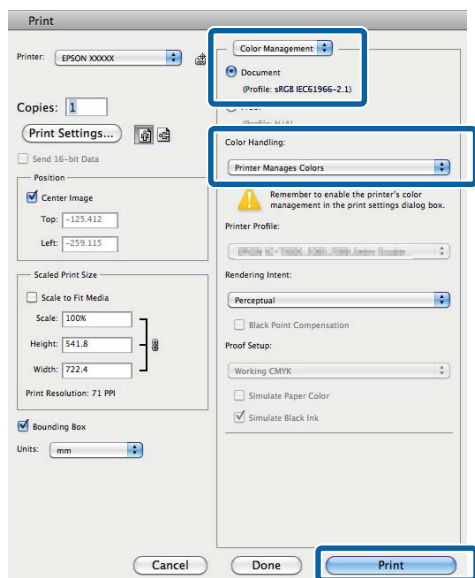 Print
Printer: EPSON XXXXX
Copies: 1
Print Settings...
Send 16-bit Data
Position
Center Image
Top: -125.412
Left: -259.115
Scaled Print Size
Scale to Fit Media
Scale: 100%
Height: 541.8
Width: 722.4
Print Resolution: 71 PPI
Bounding Box
Units: mm
Color Management
Document
(Profile: sRGB IEC61966-2.1)
Color Handling:
Printer Manages Colors
Remember to enable the printer's color
management in the print settings dialog box.
Printer Profile:
Rendering Intent:
Perceptual
Black Point Compensation
Proof Setup:
Working CMYK
Simulate Paper Color
Simulate Black Ink
Cancel
Done
Print